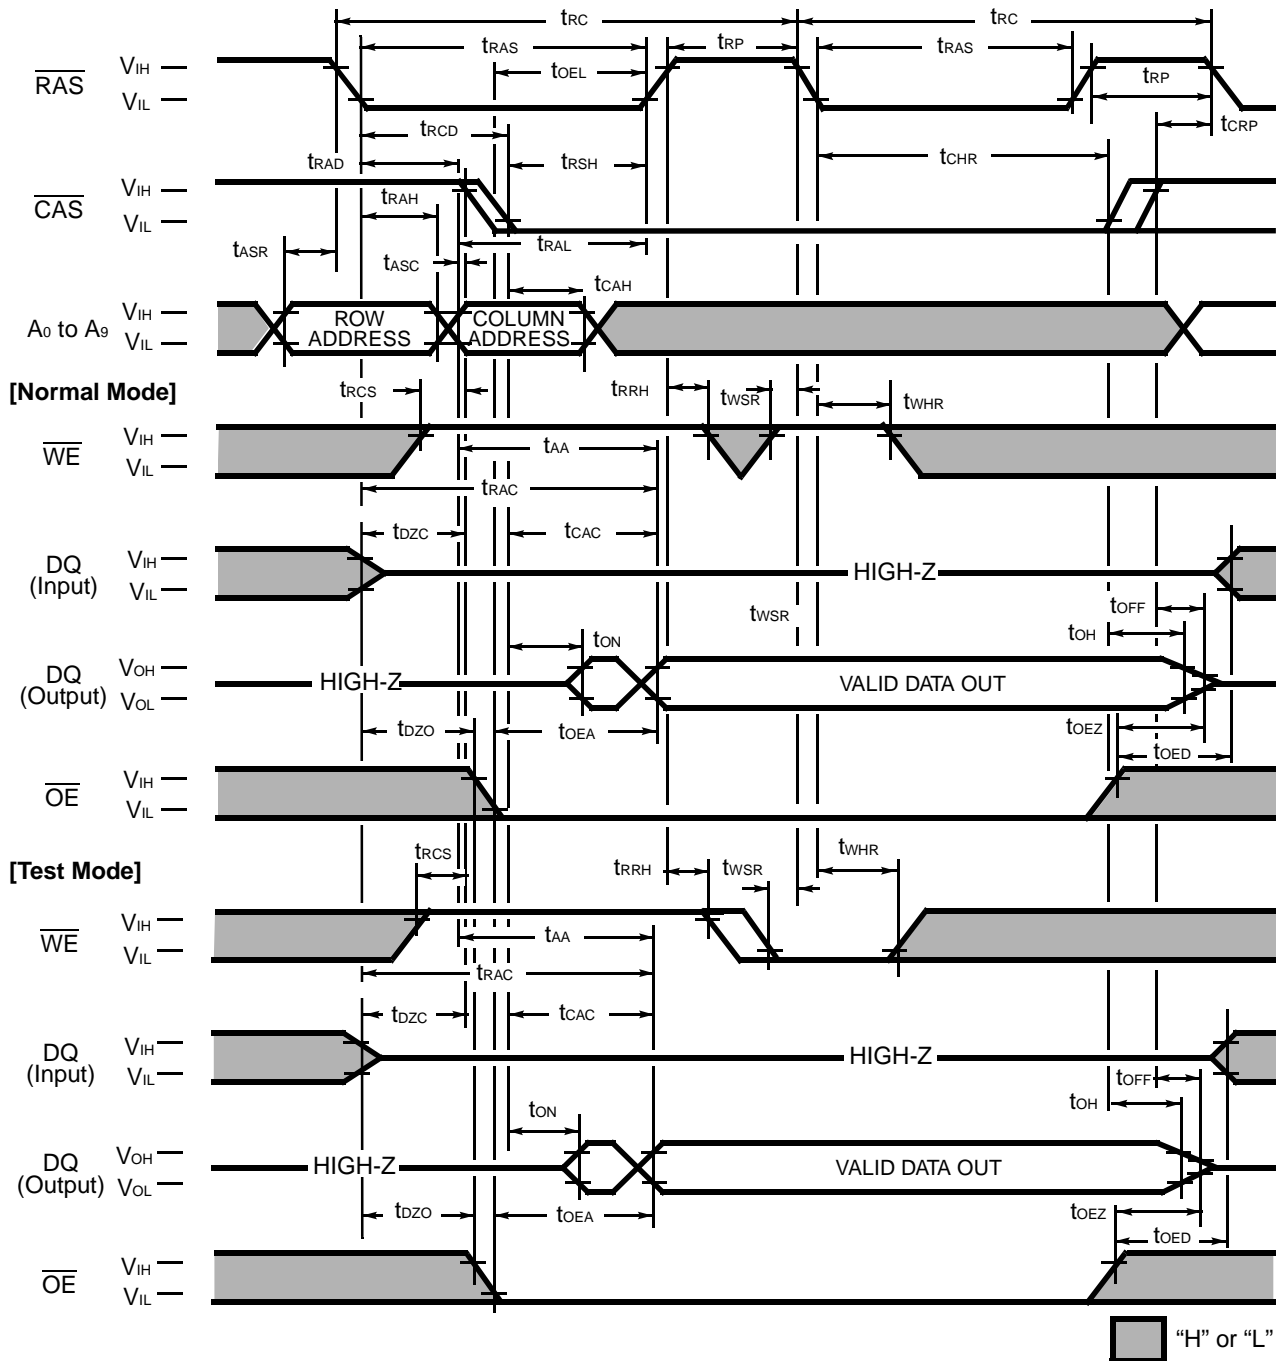 tRC tRC
tRAS tRP tRAS
RAS VIH tOEL tRP
VIL
tRCD tCRP
tRAD tRSH tCHR
CAS VIH tRAH
VIL
tASR tASC tRAL
tCAH
A0 to A9 VIH ROW ADDRESS COLUMN ADDRESS
VIL
[Normal Mode] tRCS tRRH tWSR tWHR
WE VIH tAA
VIL
tRAC
tDZC tCAC
DQ (Input) VIH HIGH-Z
VIL
tWSR tOFF
tON tOH
DQ (Output) VOH HIGH-Z VALID DATA OUT
VOL
tDZO tOEA tOEZ
tOED
OE VIH
VIL
[Test Mode] tRCS tRRH tWSR tWHR
WE VIH tAA
VIL
tRAC
tDZC tCAC
DQ (Input) VIH HIGH-Z
VIL tOFF
tON tOH
DQ (Output) VOH HIGH-Z VALID DATA OUT
VOL
tDZO tOEA tOEZ
tOED
OE VIH
VIL
“H” or “L”